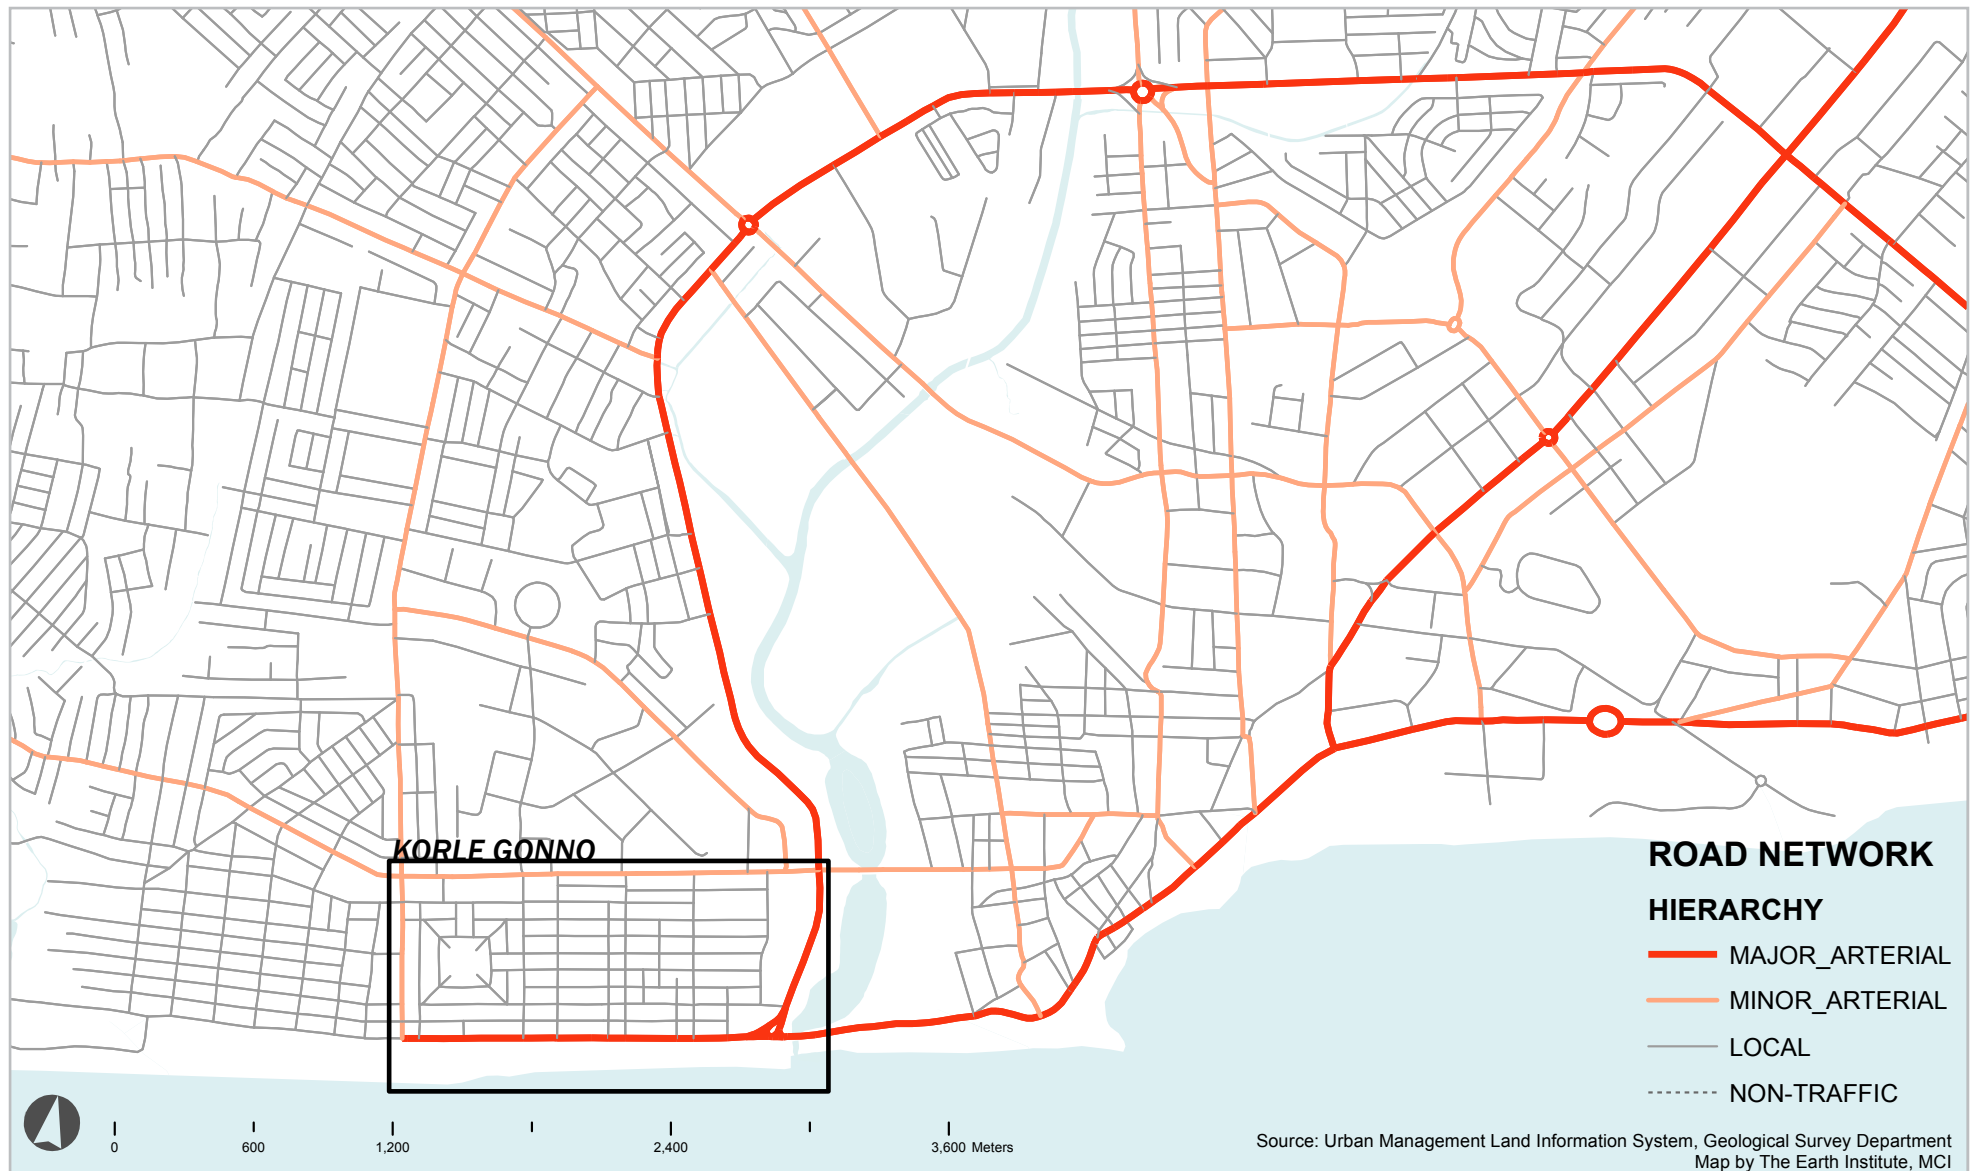 KORLE GONNO
ROAD NETWORK
HIERARCHY
MAJOR_ARTERIAL
MINOR_ARTERIAL
LOCAL
NON-TRAFFIC
0 600 1,200 2,400 3,600 Meters
Source: Urban Management Land Information System, Geological Survey Department
Map by The Earth Institute, MCI